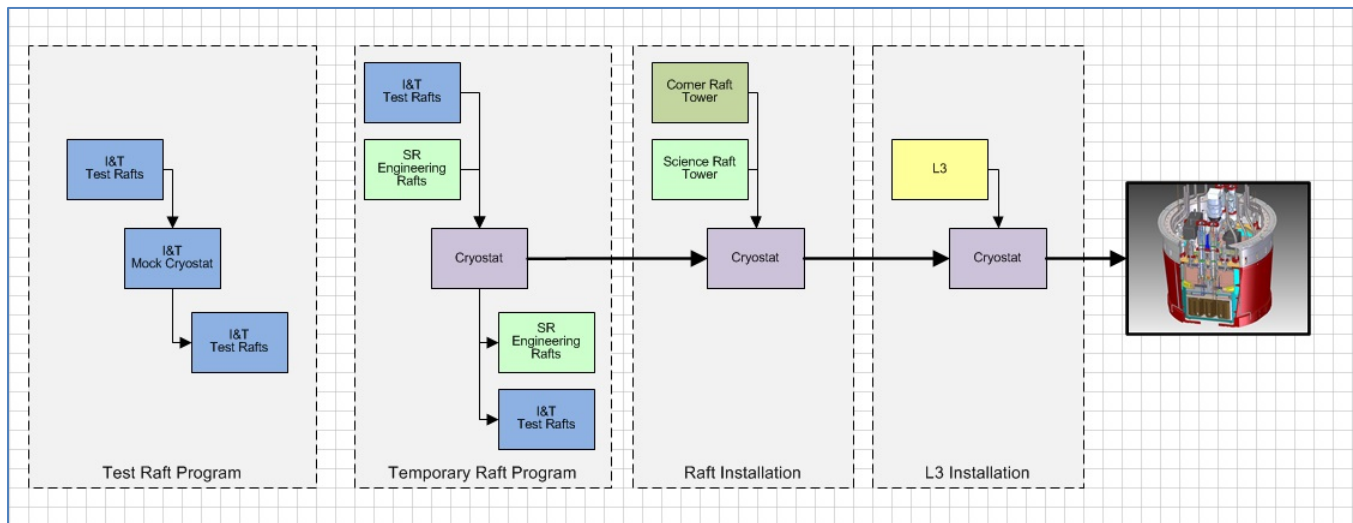 I&T
Test Rafts
I&T
Mock Cryostat
I&T
Test Rafts
Test Raft Program
I&T
Test Rafts
SR
Engineering
Rafts
Cryostat
SR
Engineering
Rafts
I&T
Test Rafts
Temporary Raft Program
Corner Raft
Tower
Science Raft
Tower
Cryostat
Raft Installation
L3
Cryostat
L3 Installation